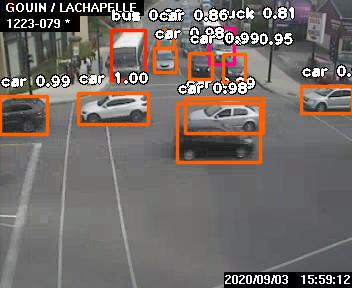 GOUIN / LACHAPELLE
1223-079 *
bus 0
car 0.86
uck 0.81
car 0.98
car 0.99
0.95
car 0.99
car 1.00
car 0.98
car 0.
2020/09/03 15:59:12